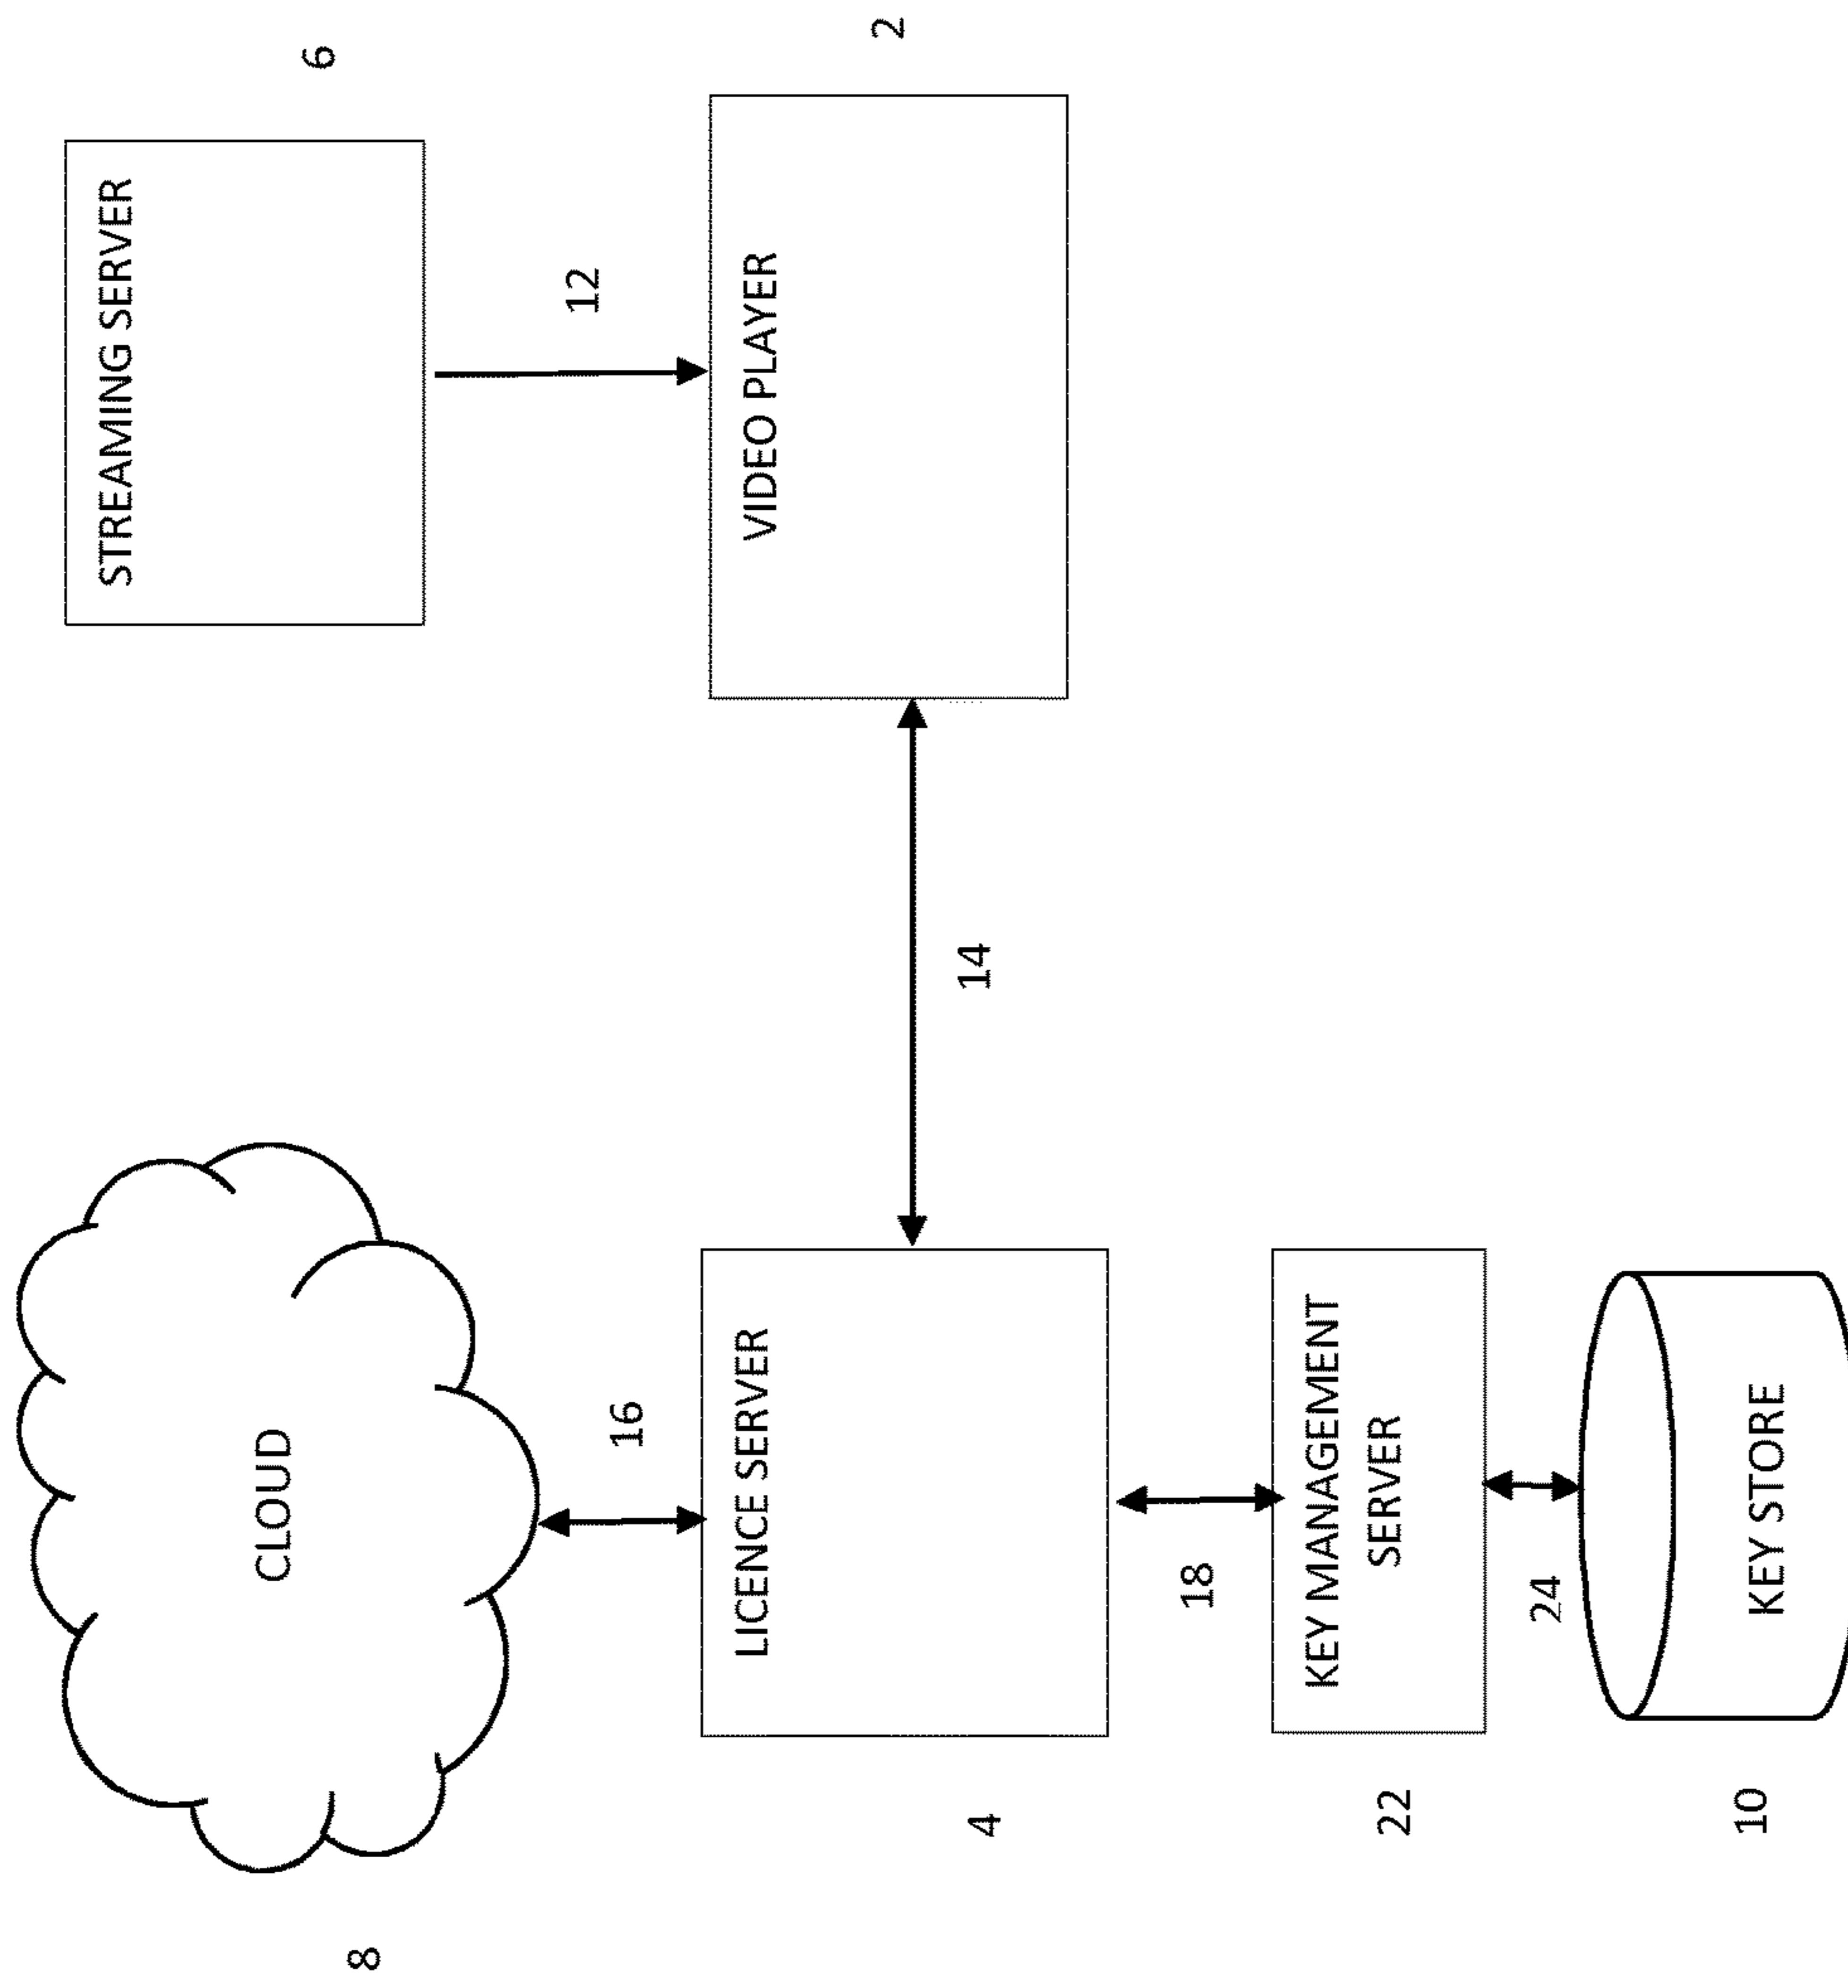 STREAMING SERVER
CLOUD
6
8
12
16
LICENCE SERVER
VIDEO PLAYER
2
4
14
18
KEY MANAGEMENT
SERVER
22
24
10
KEY STORE